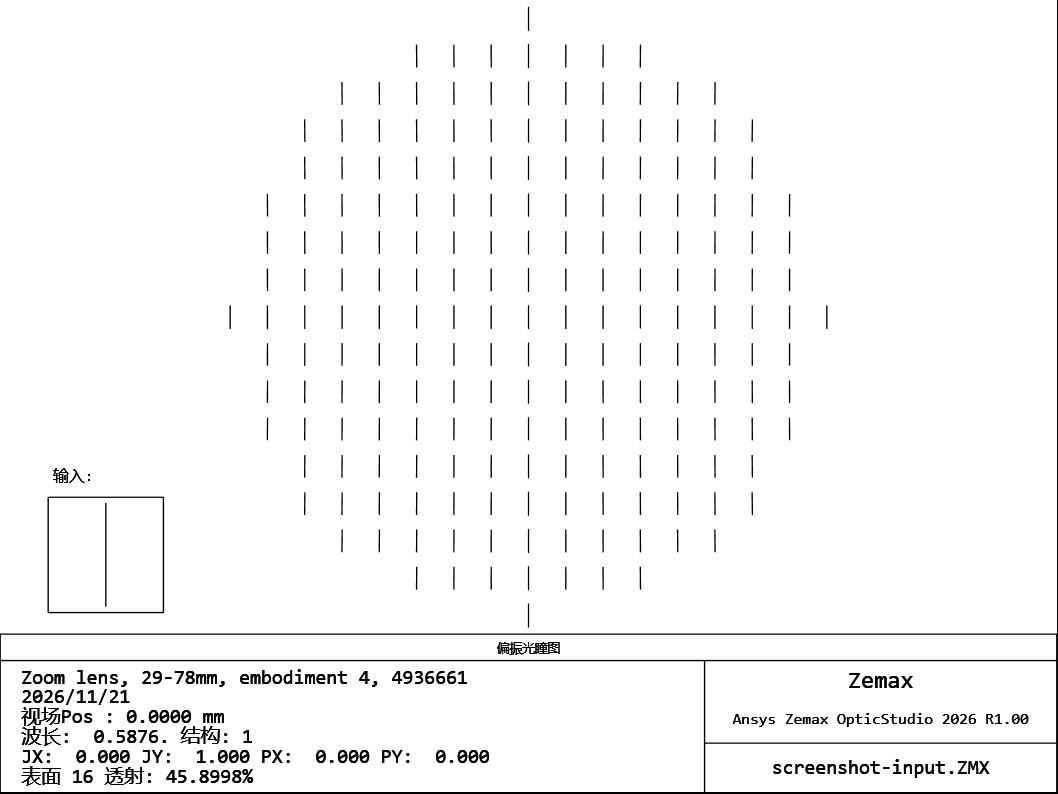 输入:
偏振光瞳图
Zoom lens, 29-78mm, embodiment 4, 4936661
2026/11/21
视场Pos : 0.0000 mm
波长:  0.5876. 结构: 1
JX:  0.000 JY:  1.000 PX:  0.000 PY:  0.000
表面 16 透射: 45.8998%
Zemax
Ansys Zemax OpticStudio 2026 R1.00
screenshot-input.ZMX